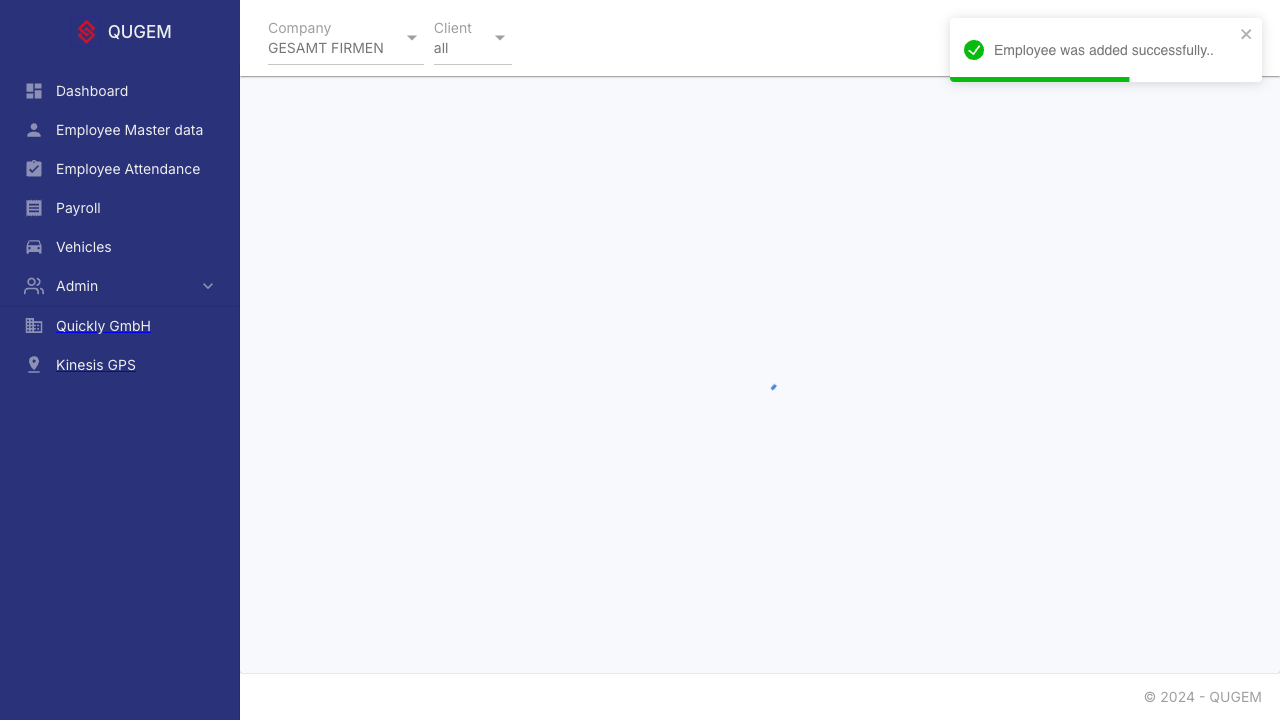 QUGEM
Dashboard
Employee Master data
Employee Attendance
Payroll
Vehicles
Admin
Quickly GmbH
Kinesis GPS
Company
GESAMT FIRMEN
Client
all
Employee was added successfully..
© 2024 - QUGEM